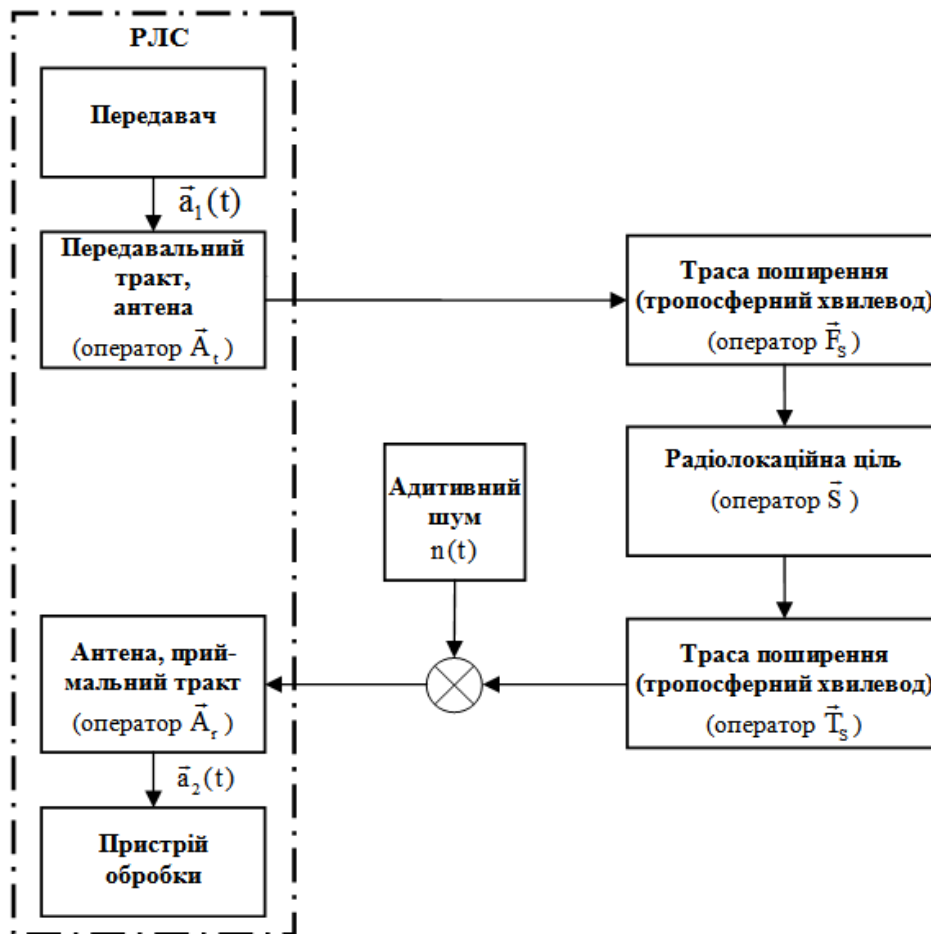 РЛС
Передавач
a⃗₁(t)
Передавальний
тракт,
антена
(оператор A⃗ₜ)
Траса поширення
(тропосферний хвилевод)
(оператор F⃗ₛ)
Радіолокаційна ціль
(оператор S⃗)
Адитивний
шум
n(t)
Траса поширення
(тропосферний хвилевод)
(оператор T⃗ₛ)
Антена, прий-
мальний тракт
(оператор A⃗ᵣ)
a⃗₂(t)
Пристрій
обробки